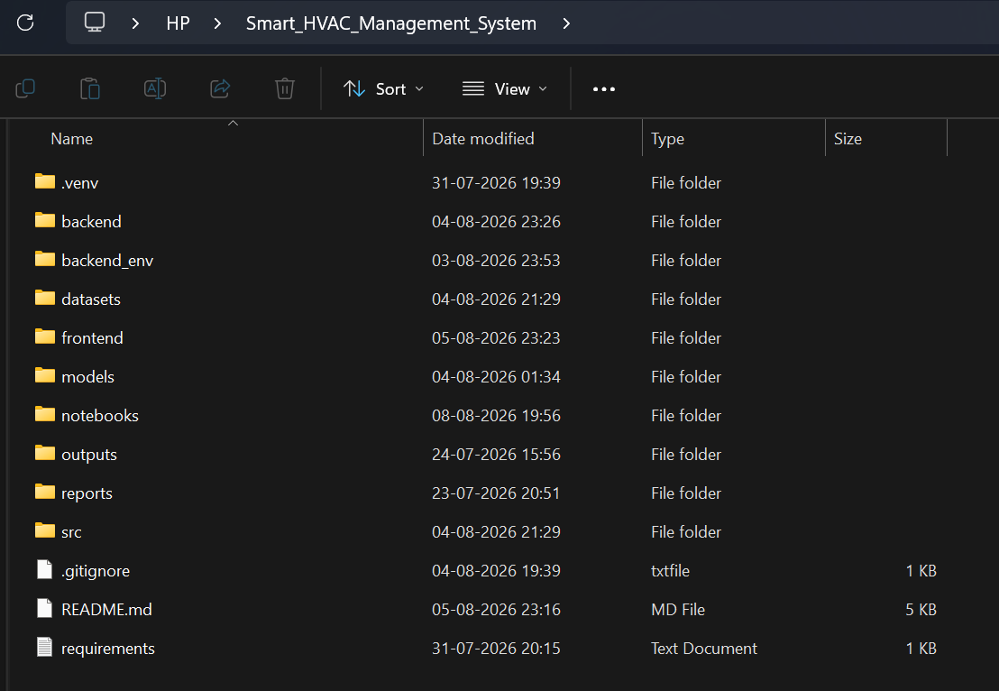 HP Smart_HVAC_Management_System
Sort View
Name Date modified Type Size
.venv 31-07-2026 19:39 File folder
backend 04-08-2026 23:26 File folder
backend_env 03-08-2026 23:53 File folder
datasets 04-08-2026 21:29 File folder
frontend 05-08-2026 23:23 File folder
models 04-08-2026 01:34 File folder
notebooks 08-08-2026 19:56 File folder
outputs 24-07-2026 15:56 File folder
reports 23-07-2026 20:51 File folder
src 04-08-2026 21:29 File folder
.gitignore 04-08-2026 19:39 txtfile 1 KB
README.md 05-08-2026 23:16 MD File 5 KB
requirements 31-07-2026 20:15 Text Document 1 KB